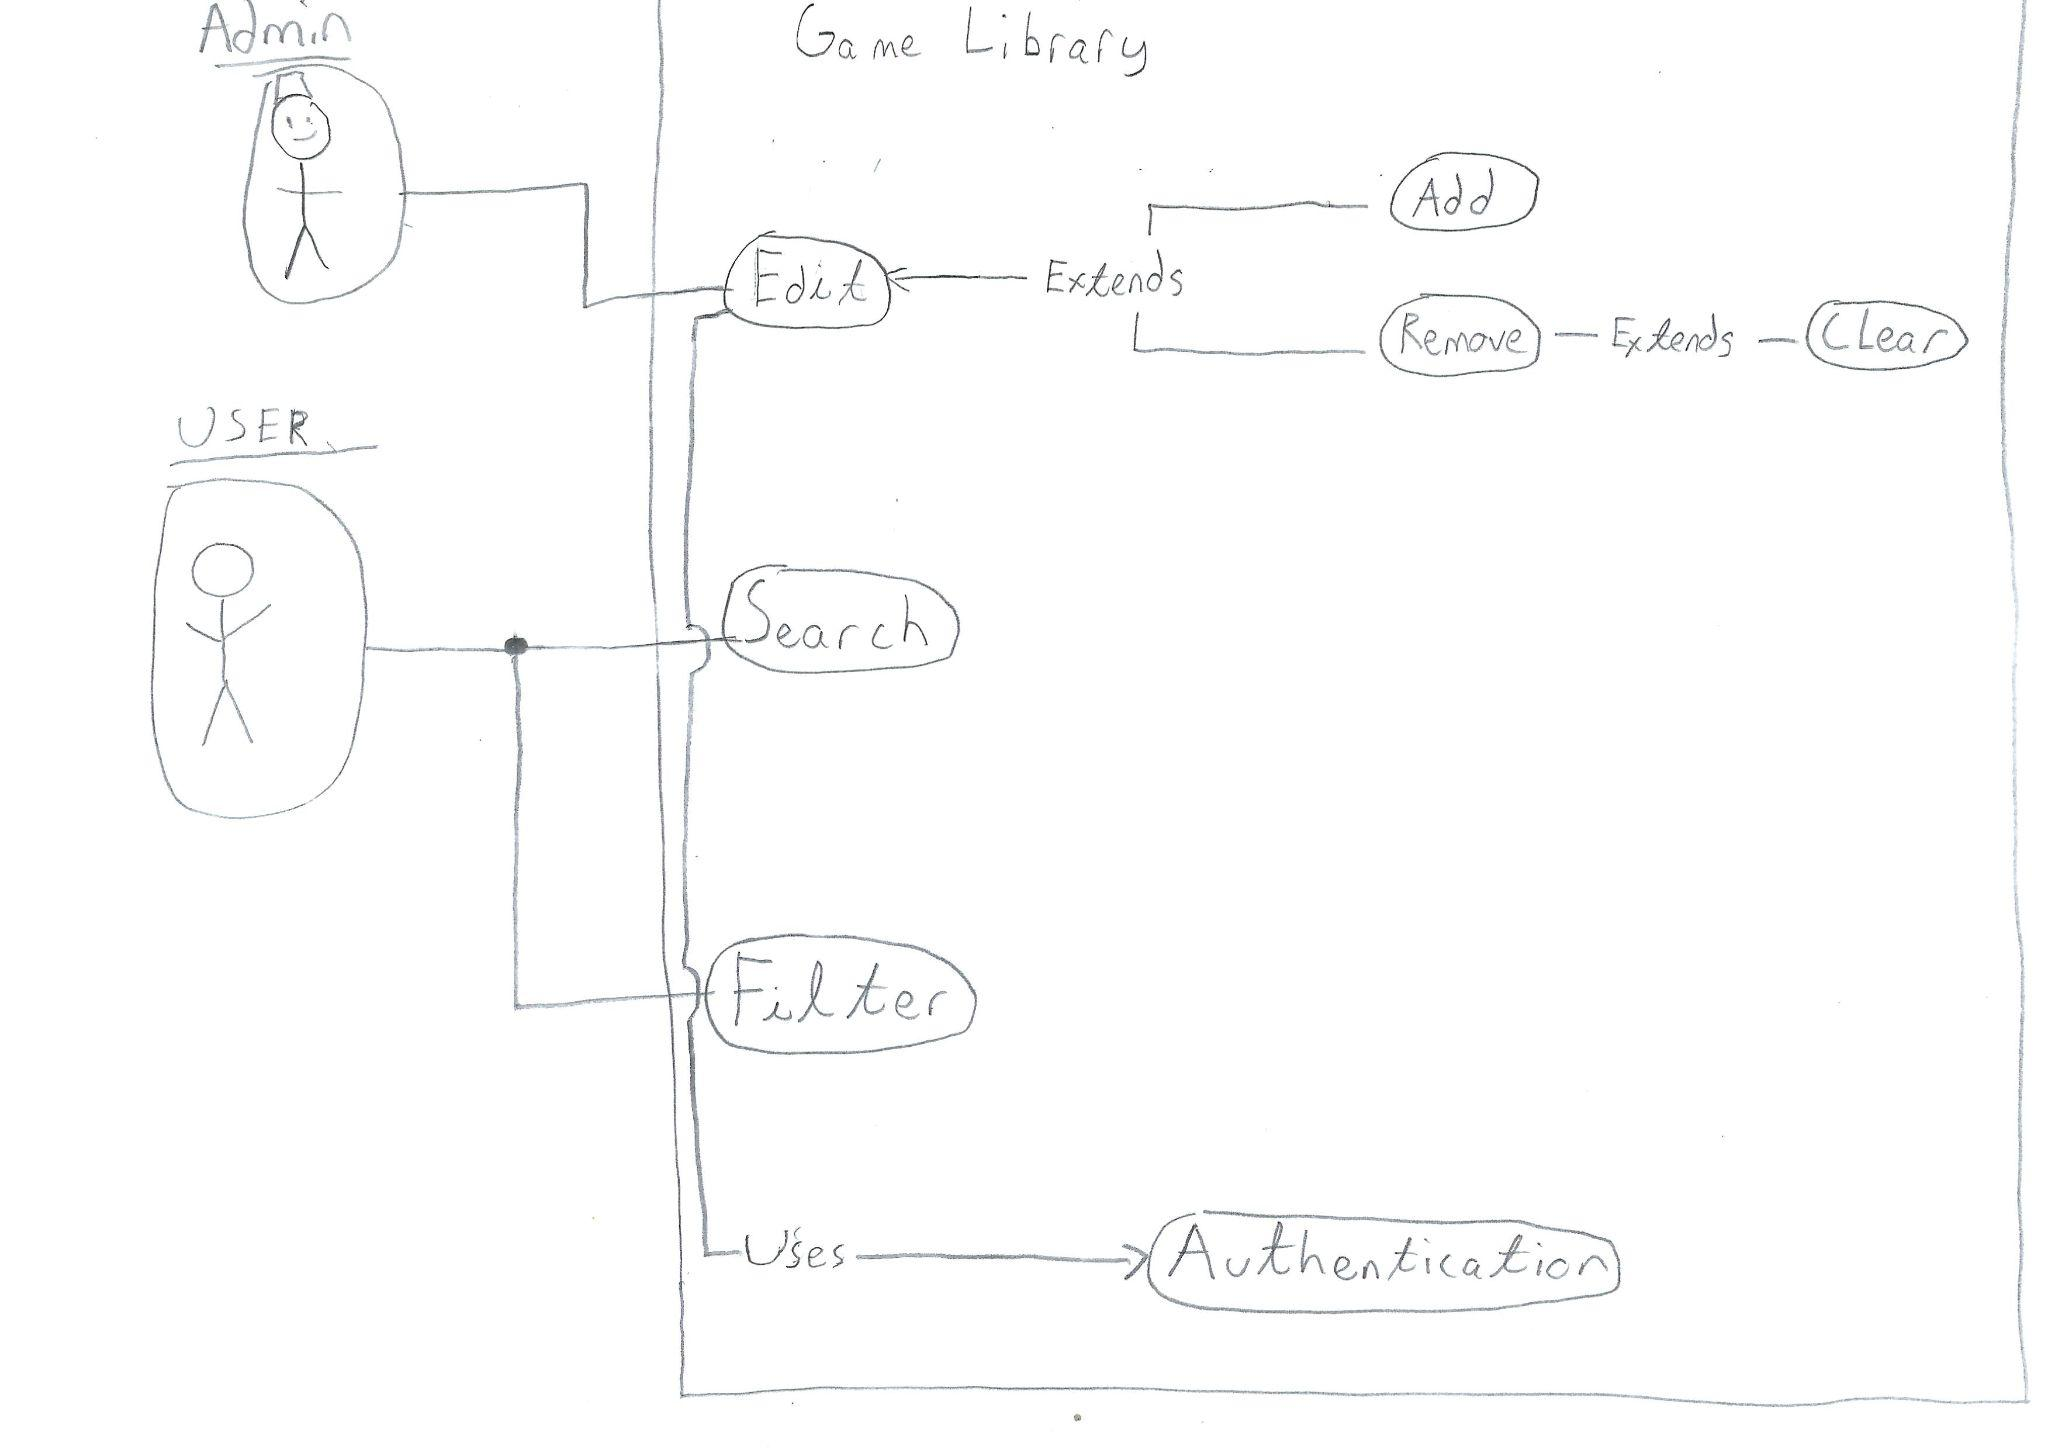 Admin
Game Library
Add
Edit
Extends
Remove
Extends
CLear
USER
Search
Filter
Uses
Authentication